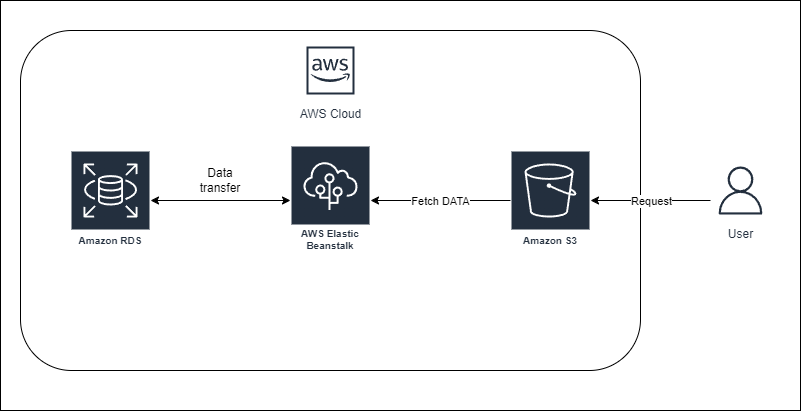 aws
AWS Cloud
Data
transfer
Fetch DATA
Request
Amazon RDS
AWS Elastic
Beanstalk
Amazon S3
User